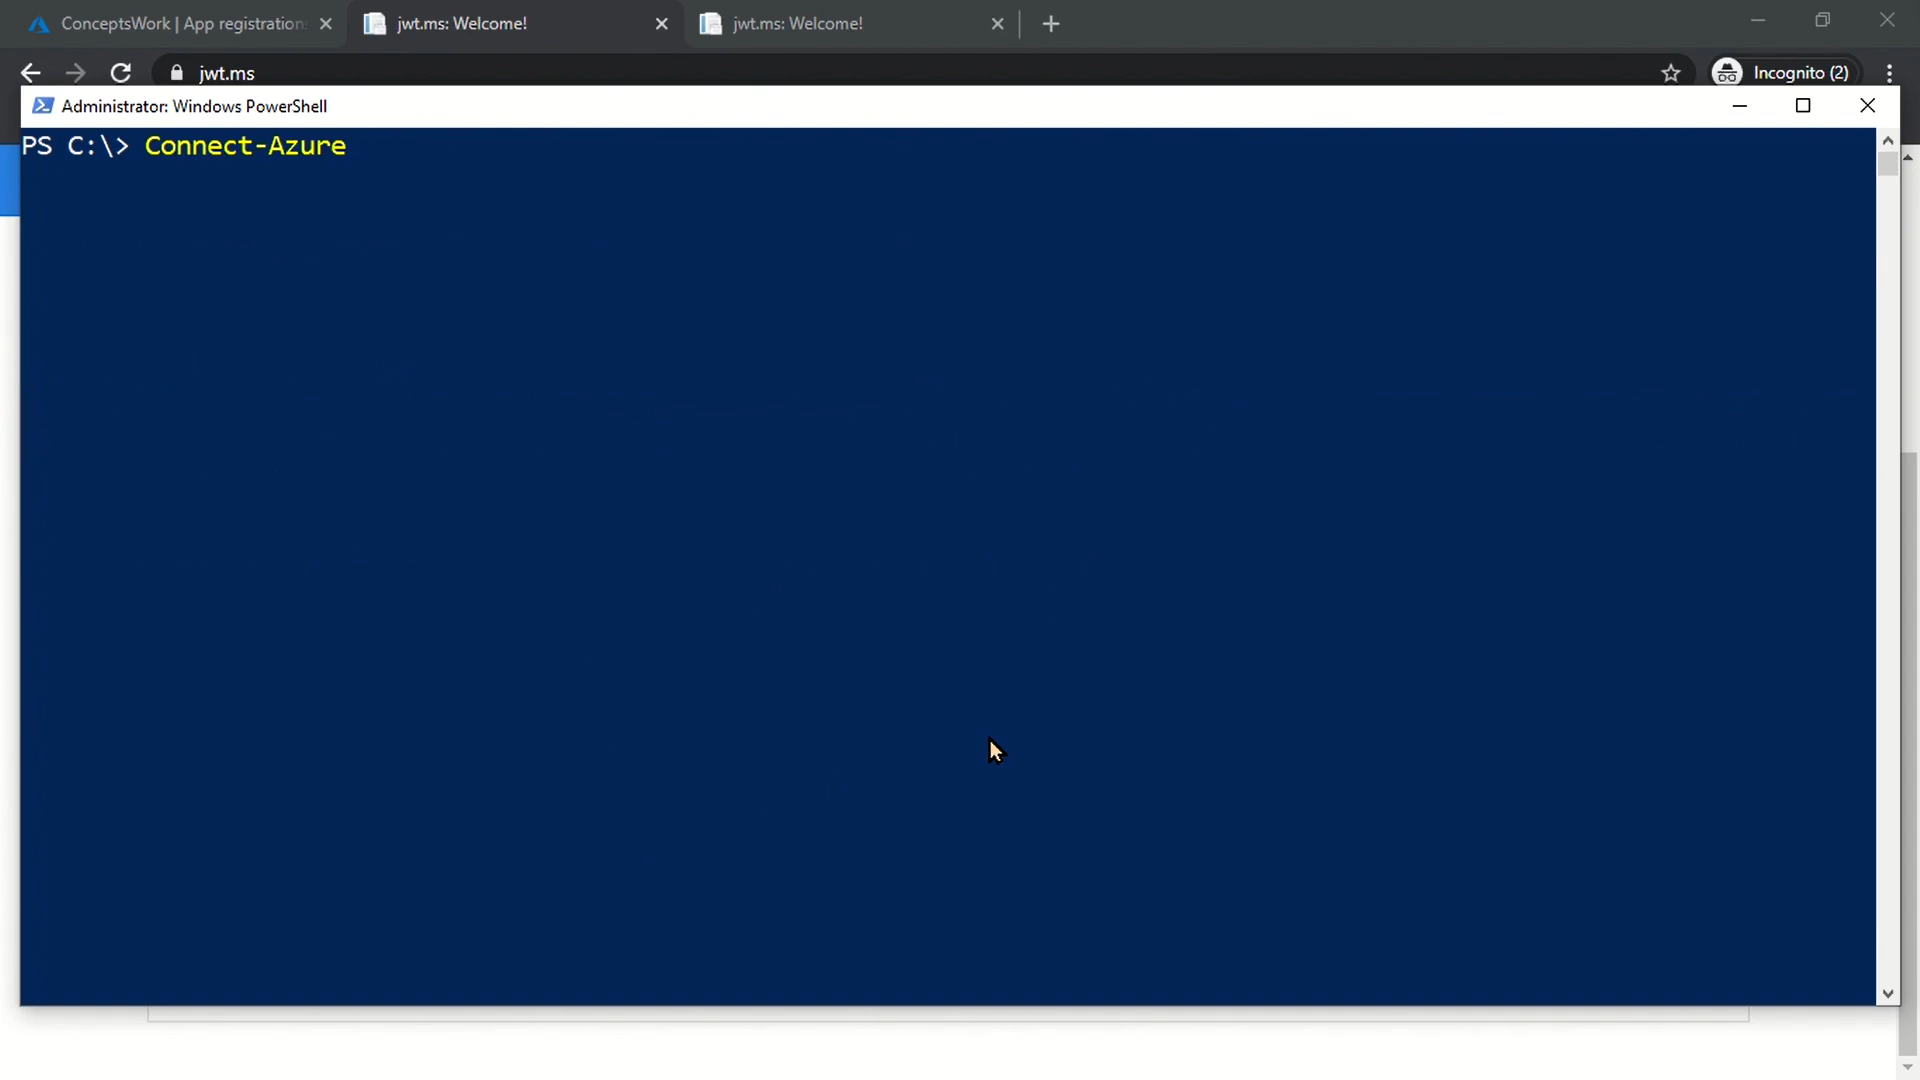 ConceptsWork | App registration
jwt.ms: Welcome!
jwt.ms: Welcome!
jwt.ms
Incognito (2)
Administrator: Windows PowerShell
PS C:\> Connect-Azure